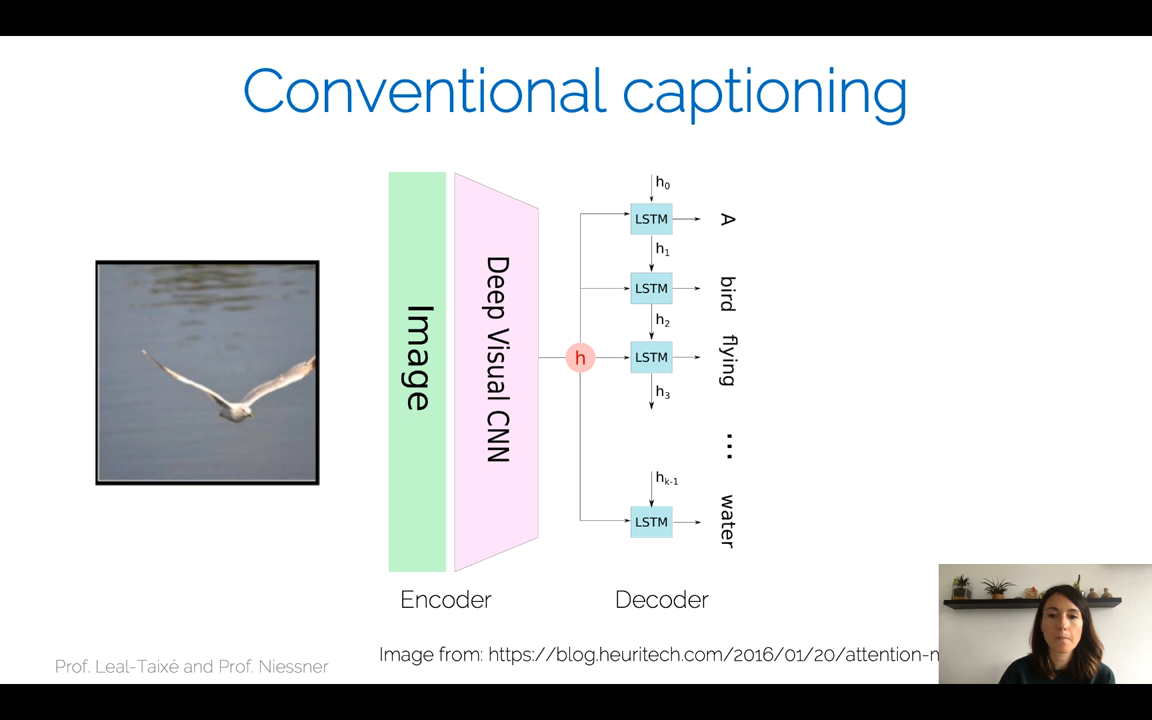 Conventional captioning
Image
Deep Visual CNN
h
h0
LSTM
A
h1
LSTM
bird
h2
LSTM
flying
h3
...
hk-1
LSTM
water
Encoder
Decoder
Image from: https://blog.heuritech.com/2016/01/20/attention-m
Prof. Leal-Taixé and Prof. Niessner